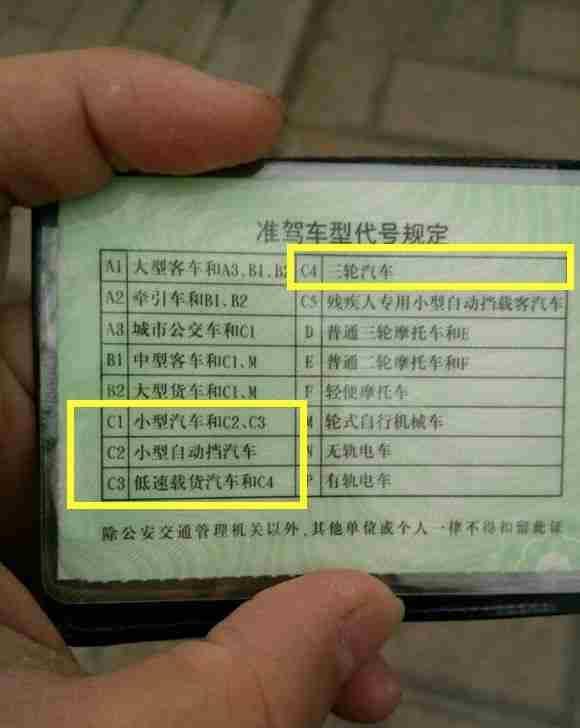 准驾车型代号规定
A1 大型客车和A3、B1、B2 C4 三轮汽车
A2 牵引车和B1、B2 C5 残疾人专用小型自动挡载客汽车
A3 城市公交车和C1 D 普通三轮摩托车和E
B1 中型客车和C1、M E 普通二轮摩托车和F
B2 大型货车和C1、M F 轻便摩托车
C1 小型汽车和C2、C3 M 轮式自行机械车
C2 小型自动挡汽车 N 无轨电车
C3 低速载货汽车和C4 P 有轨电车
除公安交通管理机关以外,其他单位或个人一律不得扣留此证